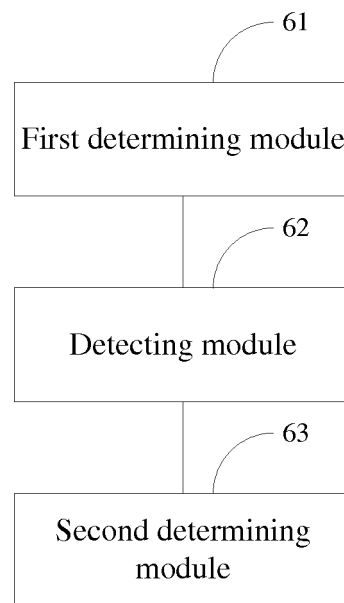 61
First determining module
62
Detecting module
63
Second determining
module